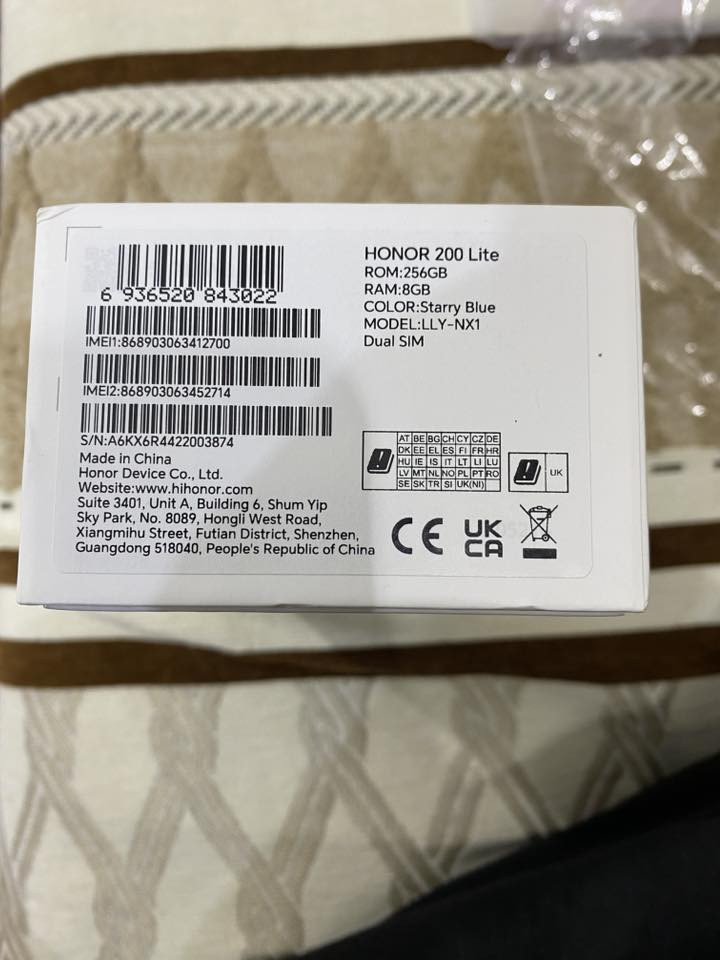 6 936520 843022
IMEI1:868903063412700
IMEI2:868903063452714
S/N:A6KX6R4422003874
Made in China
Honor Device Co., Ltd.
Website:www.hihonor.com
Suite 3401, Unit A, Building 6, Shum Yip
Sky Park, No. 8089, Hongli West Road,
Xiangmihu Street, Futian District, Shenzhen,
Guangdong 518040, People's Republic of China
HONOR 200 Lite
ROM:256GB
RAM:8GB
COLOR:Starry Blue
MODEL:LLY-NX1
Dual SIM
AT BE BG CH CY CZ DE
DK EE EL ES FI FR HR
HU IE IS IT LT LI LU
LV MT NL NO PL PT RO
SE SK TR SI UK(NI)
UK
CE
UK
CA